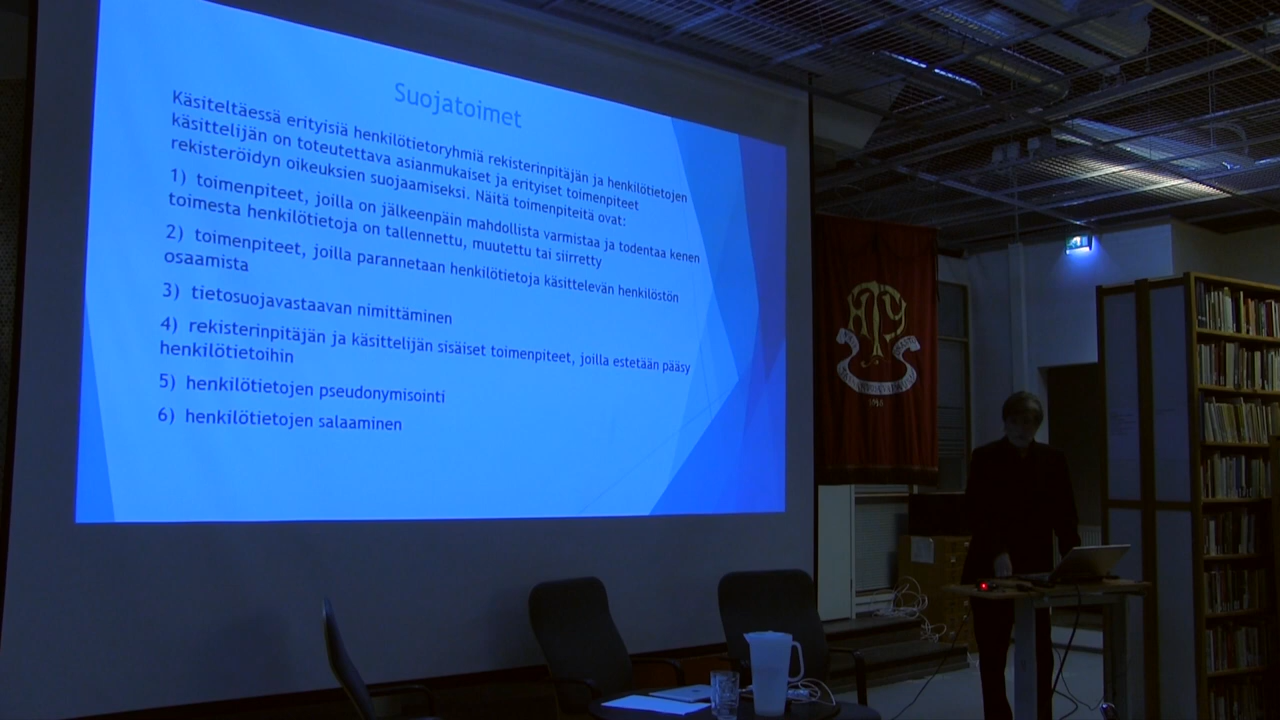 Suojatoimet
Käsiteltäessä erityisiä henkilötietoryhmiä rekisterinpitäjän ja henkilötietojen
käsittelijän on toteutettava asianmukaiset ja erityiset toimenpiteet
rekisteröidyn oikeuksien suojaamiseksi. Näitä toimenpiteitä ovat:
1) toimenpiteet, joilla on jälkeenpäin mahdollista varmistaa ja todentaa kenen
toimesta henkilötietoja on tallennettu, muutettu tai siirretty
2) toimenpiteet, joilla parannetaan henkilötietoja käsittelevän henkilöstön
osaamista
3) tietosuojavastaavan nimittäminen
4) rekisterinpitäjän ja käsittelijän sisäiset toimenpiteet, joilla estetään pääsy
henkilötietoihin
5) henkilötietojen pseudonymisointi
6) henkilötietojen salaaminen